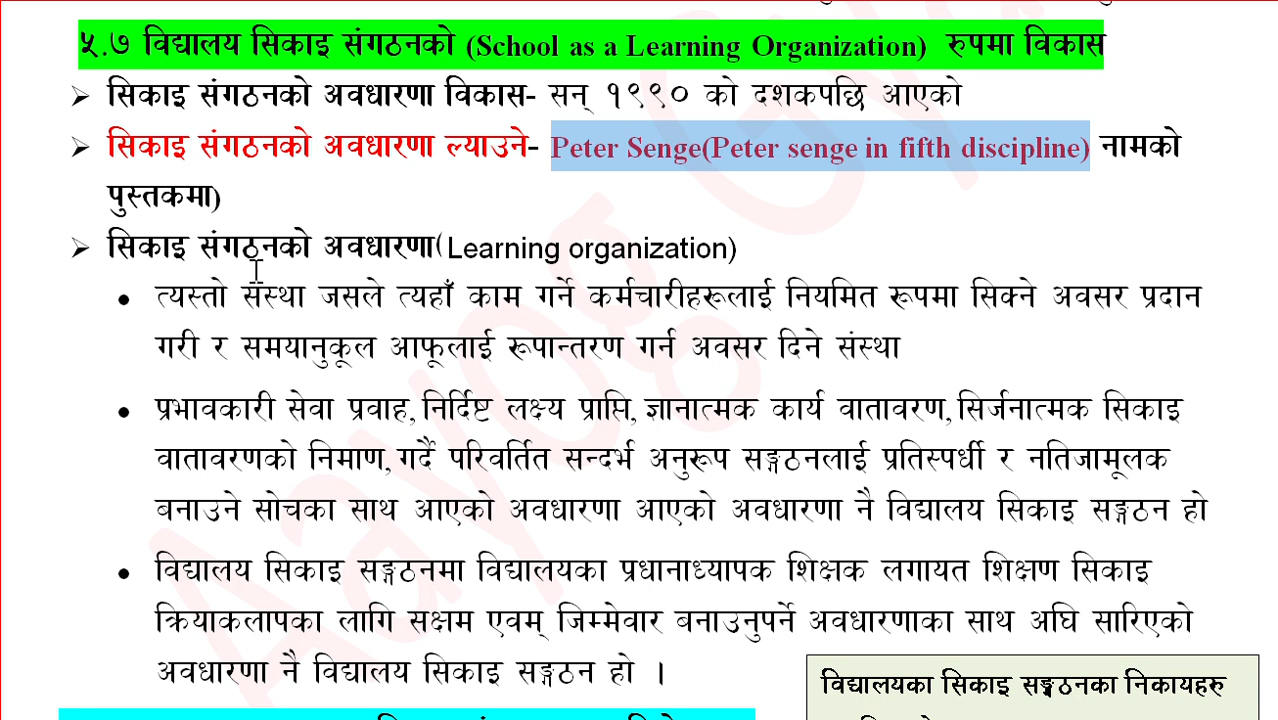 ५.७ विद्यालय सिकाइ संगठनको (School as a Learning Organization) रुपमा विकास
➢ सिकाइ संगठनको अवधारणा विकास- सन् १९९० को दशकपछि आएको
➢ सिकाइ संगठनको अवधारणा ल्याउने- Peter Senge(Peter senge in fifth discipline) नामको
पुस्तकमा)
➢ सिकाइ संगठनको अवधारणा(Learning organization)
• त्यस्तो संस्था जसले त्यहाँ काम गर्ने कर्मचारीहरूलाई नियमित रूपमा सिक्ने अवसर प्रदान
गरी र समयानुकूल आफूलाई रूपान्तरण गर्न अवसर दिने संस्था
• प्रभावकारी सेवा प्रवाह,निर्दिष्ट लक्ष्य प्राप्ति,ज्ञानात्मक कार्य वातावरण,सिर्जनात्मक सिकाइ
वातावरणको निमाण,गर्दै परिवर्तित सन्दर्भ अनुरूप सङ्गठनलाई प्रतिस्पर्धी र नतिजामूलक
बनाउने सोचका साथ आएको अवधारणा आएको अवधारणा नै विद्यालय सिकाइ सङ्गठन हो
• विद्यालय सिकाइ सङ्गठनमा विद्यालयका प्रधानाध्यापक शिक्षक लगायत शिक्षण सिकाइ
क्रियाकलापका लागि सक्षम एवम् जिम्मेवार बनाउनुपर्ने अवधारणाका साथ अघि सारिएको
अवधारणा नै विद्यालय सिकाइ सङ्गठन हो ।
विद्यालयका सिकाइ सङ्गठनका निकायहरु